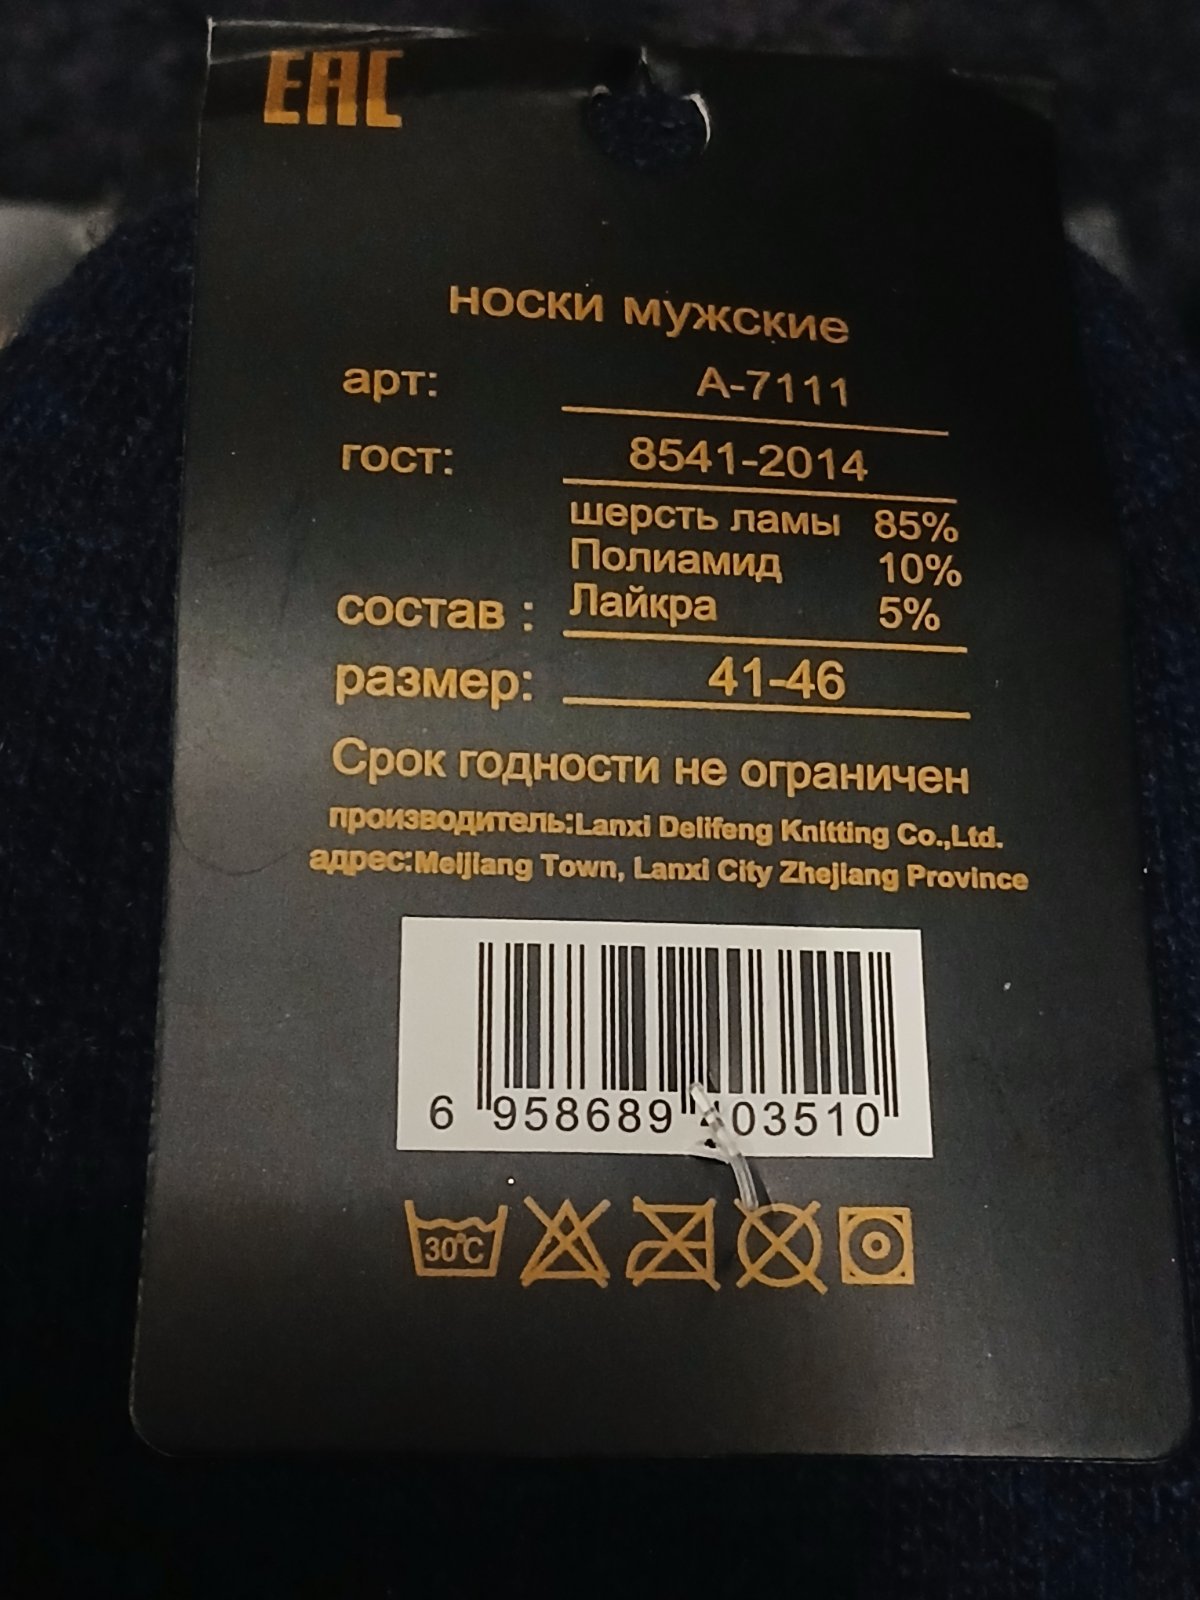 EAC
носки мужские
арт: А-7111
гост: 8541-2014
шерсть ламы 85%
Полиамид 10%
состав : Лайкра 5%
размер: 41-46
Срок годности не ограничен
производитель:Lanxi Delifeng Knitting Co.,Ltd.
адрес:Meijiang Town, Lanxi City Zhejiang Province
6 958689 403510
30°C